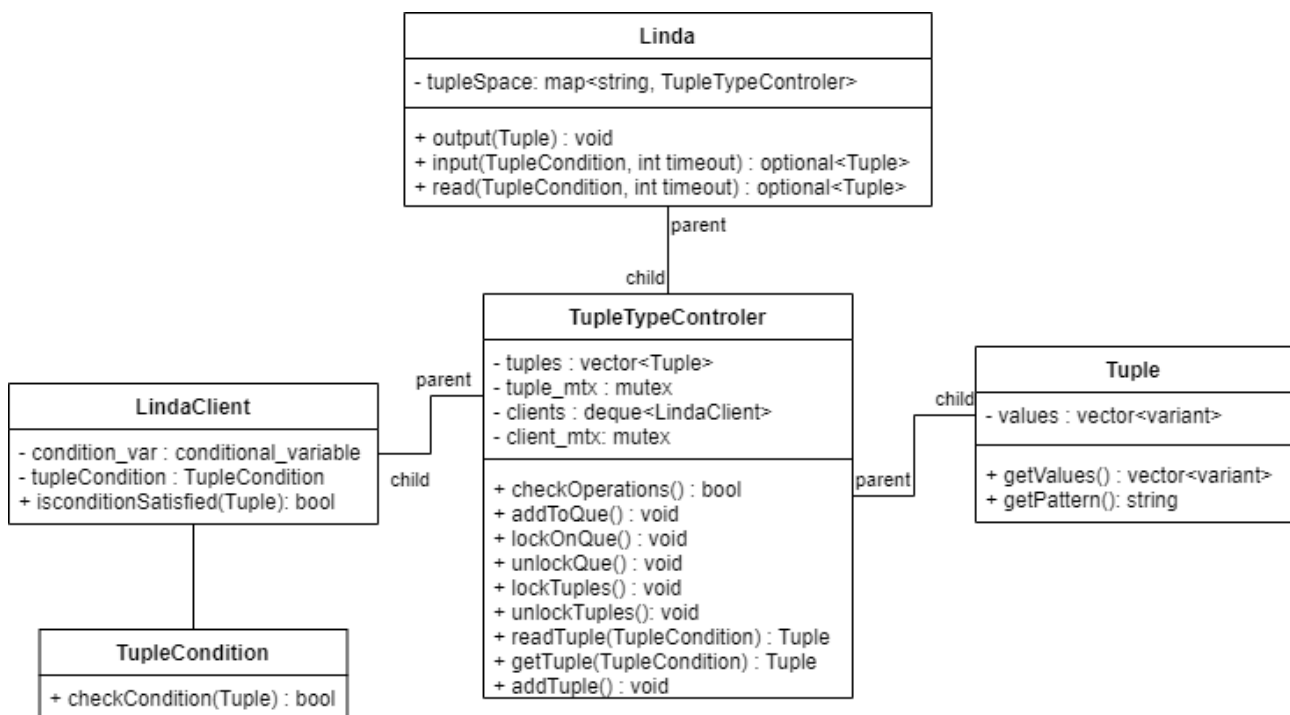 Linda
- tupleSpace: map<string, TupleTypeControler>
+ output(Tuple) : void
+ input(TupleCondition, int timeout) : optional<Tuple>
+ read(TupleCondition, int timeout) : optional<Tuple>
parent
child
TupleTypeControler
- tuples : vector<Tuple>
- tuple_mtx : mutex
- clients : deque<LindaClient>
- client_mtx: mutex
+ checkOperations() : bool
+ addToQue() : void
+ lockOnQue() : void
+ unlockQue() : void
+ lockTuples() : void
+ unlockTuples(): void
+ readTuple(TupleCondition) : Tuple
+ getTuple(TupleCondition) : Tuple
+ addTuple() : void
parent
child
LindaClient
- condition_var : conditional_variable
- tupleCondition : TupleCondition
+ isconditionSatisfied(Tuple): bool
TupleCondition
+ checkCondition(Tuple) : bool
child
parent
Tuple
- values : vector<variant>
+ getValues() : vector<variant>
+ getPattern(): string